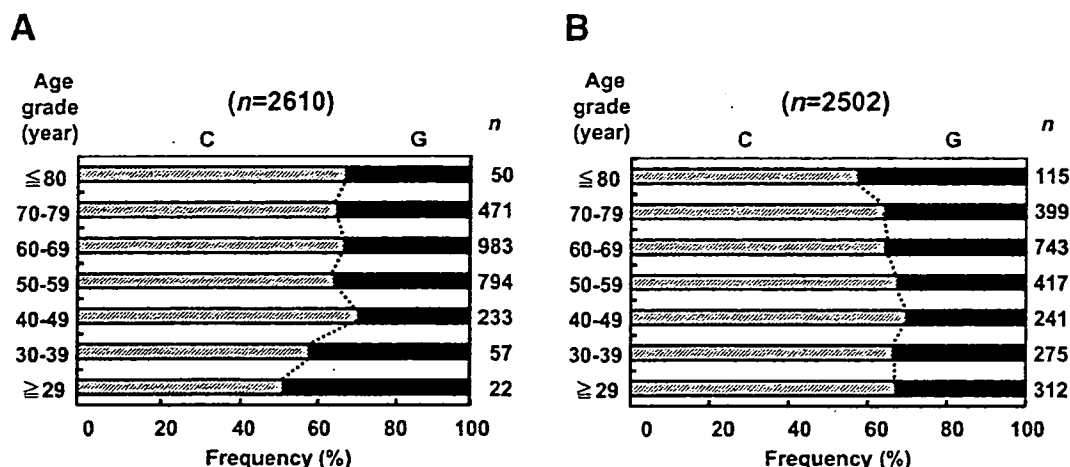 A
Age
grade
(year)
(n=2610)
n
C
G
≦80 50
70-79 471
60-69 983
50-59 794
40-49 233
30-39 57
≧29 22
0 20 40 60 80 100
Frequency (%)
B
Age
grade
(year)
(n=2502)
n
C
G
≦80 115
70-79 399
60-69 743
50-59 417
40-49 241
30-39 275
≧29 312
0 20 40 60 80 100
Frequency (%)